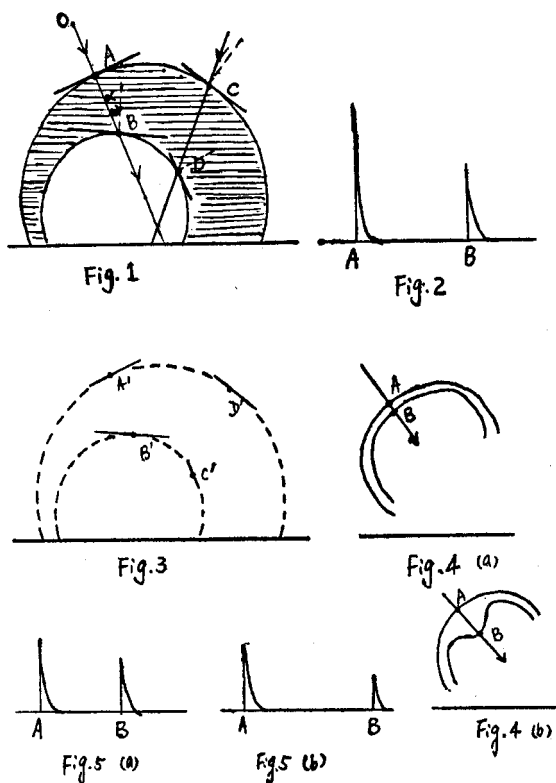 O
A
B
C
D
Fig. 1
A
B
Fig. 2
A'
D'
B'
C'
Fig. 3
A
B
Fig. 4 (a)
A
B
Fig. 4 (b)
A
B
Fig. 5 (a)
A
B
Fig. 5 (b)